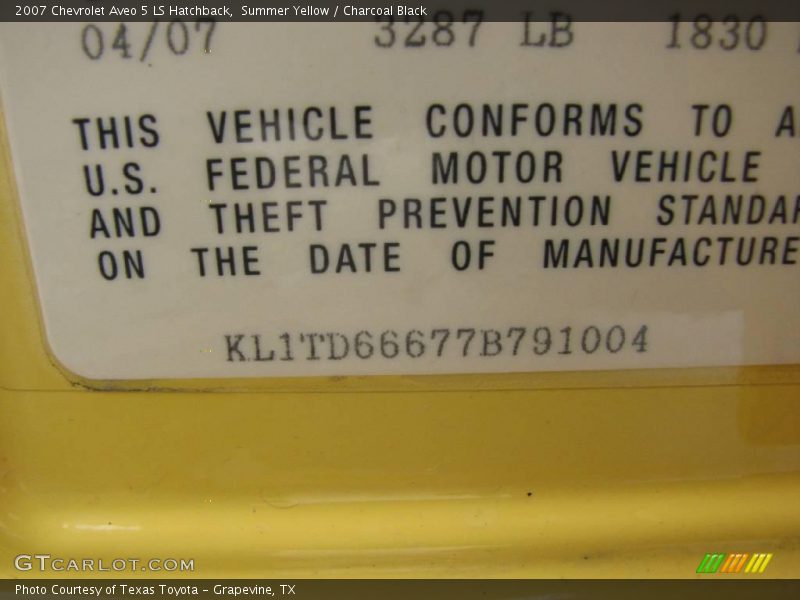 2007 Chevrolet Aveo 5 LS Hatchback, Summer Yellow / Charcoal Black
04/07 3287 LB 1830
THIS VEHICLE CONFORMS TO A
U.S. FEDERAL MOTOR VEHICLE
AND THEFT PREVENTION STANDAR
ON THE DATE OF MANUFACTURE
KL1TD66677B791004
GTCARLOT.COM
Photo Courtesy of Texas Toyota - Grapevine, TX